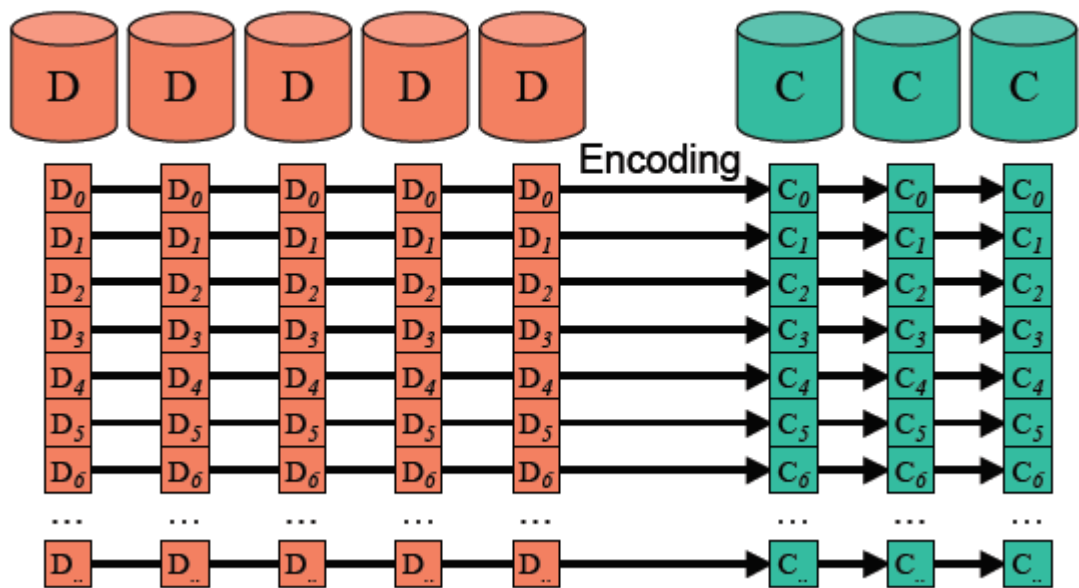 D D D D D C C C
Encoding
D0 D0 D0 D0 D0 C0 C0 C0
D1 D1 D1 D1 D1 C1 C1 C1
D2 D2 D2 D2 D2 C2 C2 C2
D3 D3 D3 D3 D3 C3 C3 C3
D4 D4 D4 D4 D4 C4 C4 C4
D5 D5 D5 D5 D5 C5 C5 C5
D6 D6 D6 D6 D6 C6 C6 C6
... ... ... ... ... ... ... ...
D.. D.. D.. D.. D.. C.. C.. C..